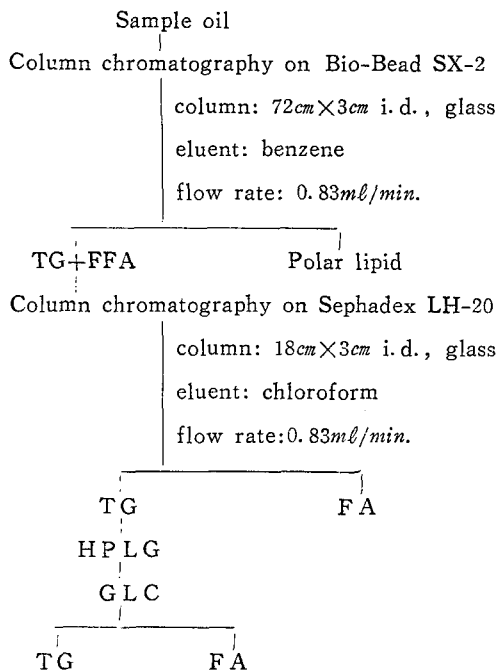 Sample oil
Column chromatography on Bio-Bead SX-2
column: 72cm×3cm i.d., glass
eluent: benzene
flow rate: 0.83mℓ/min.
TG+FFA Polar lipid
Column chromatography on Sephadex LH-20
column: 18cm×3cm i.d., glass
eluent: chloroform
flow rate:0.83mℓ/min.
TG FA
HPLG
GLC
TG FA